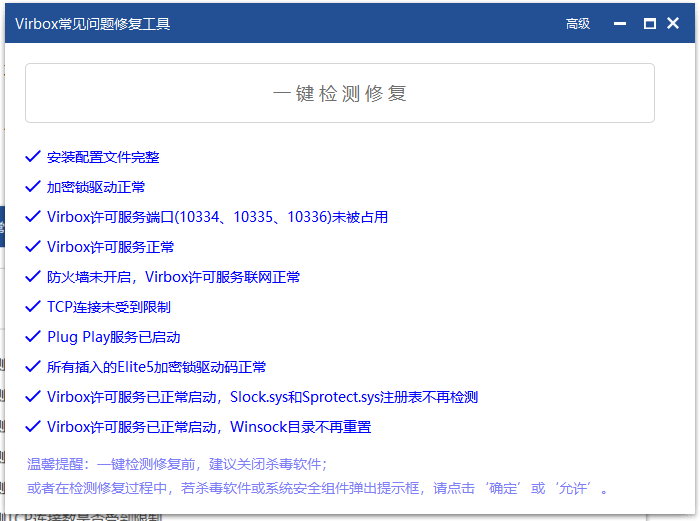 Virbox常见问题修复工具 高级
一键检测修复
安装配置文件完整
加密锁驱动正常
Virbox许可服务端口(10334、10335、10336)未被占用
Virbox许可服务正常
防火墙未开启，Virbox许可服务联网正常
TCP连接未受到限制
Plug Play服务已启动
所有插入的Elite5加密锁驱动码正常
Virbox许可服务已正常启动，Slock.sys和Sprotect.sys注册表不再检测
Virbox许可服务已正常启动，Winsock目录不再重置
温馨提醒：一键检测修复前，建议关闭杀毒软件；
或者在检测修复过程中，若杀毒软件或系统安全组件弹出提示框，请点击‘确定’或‘允许’。